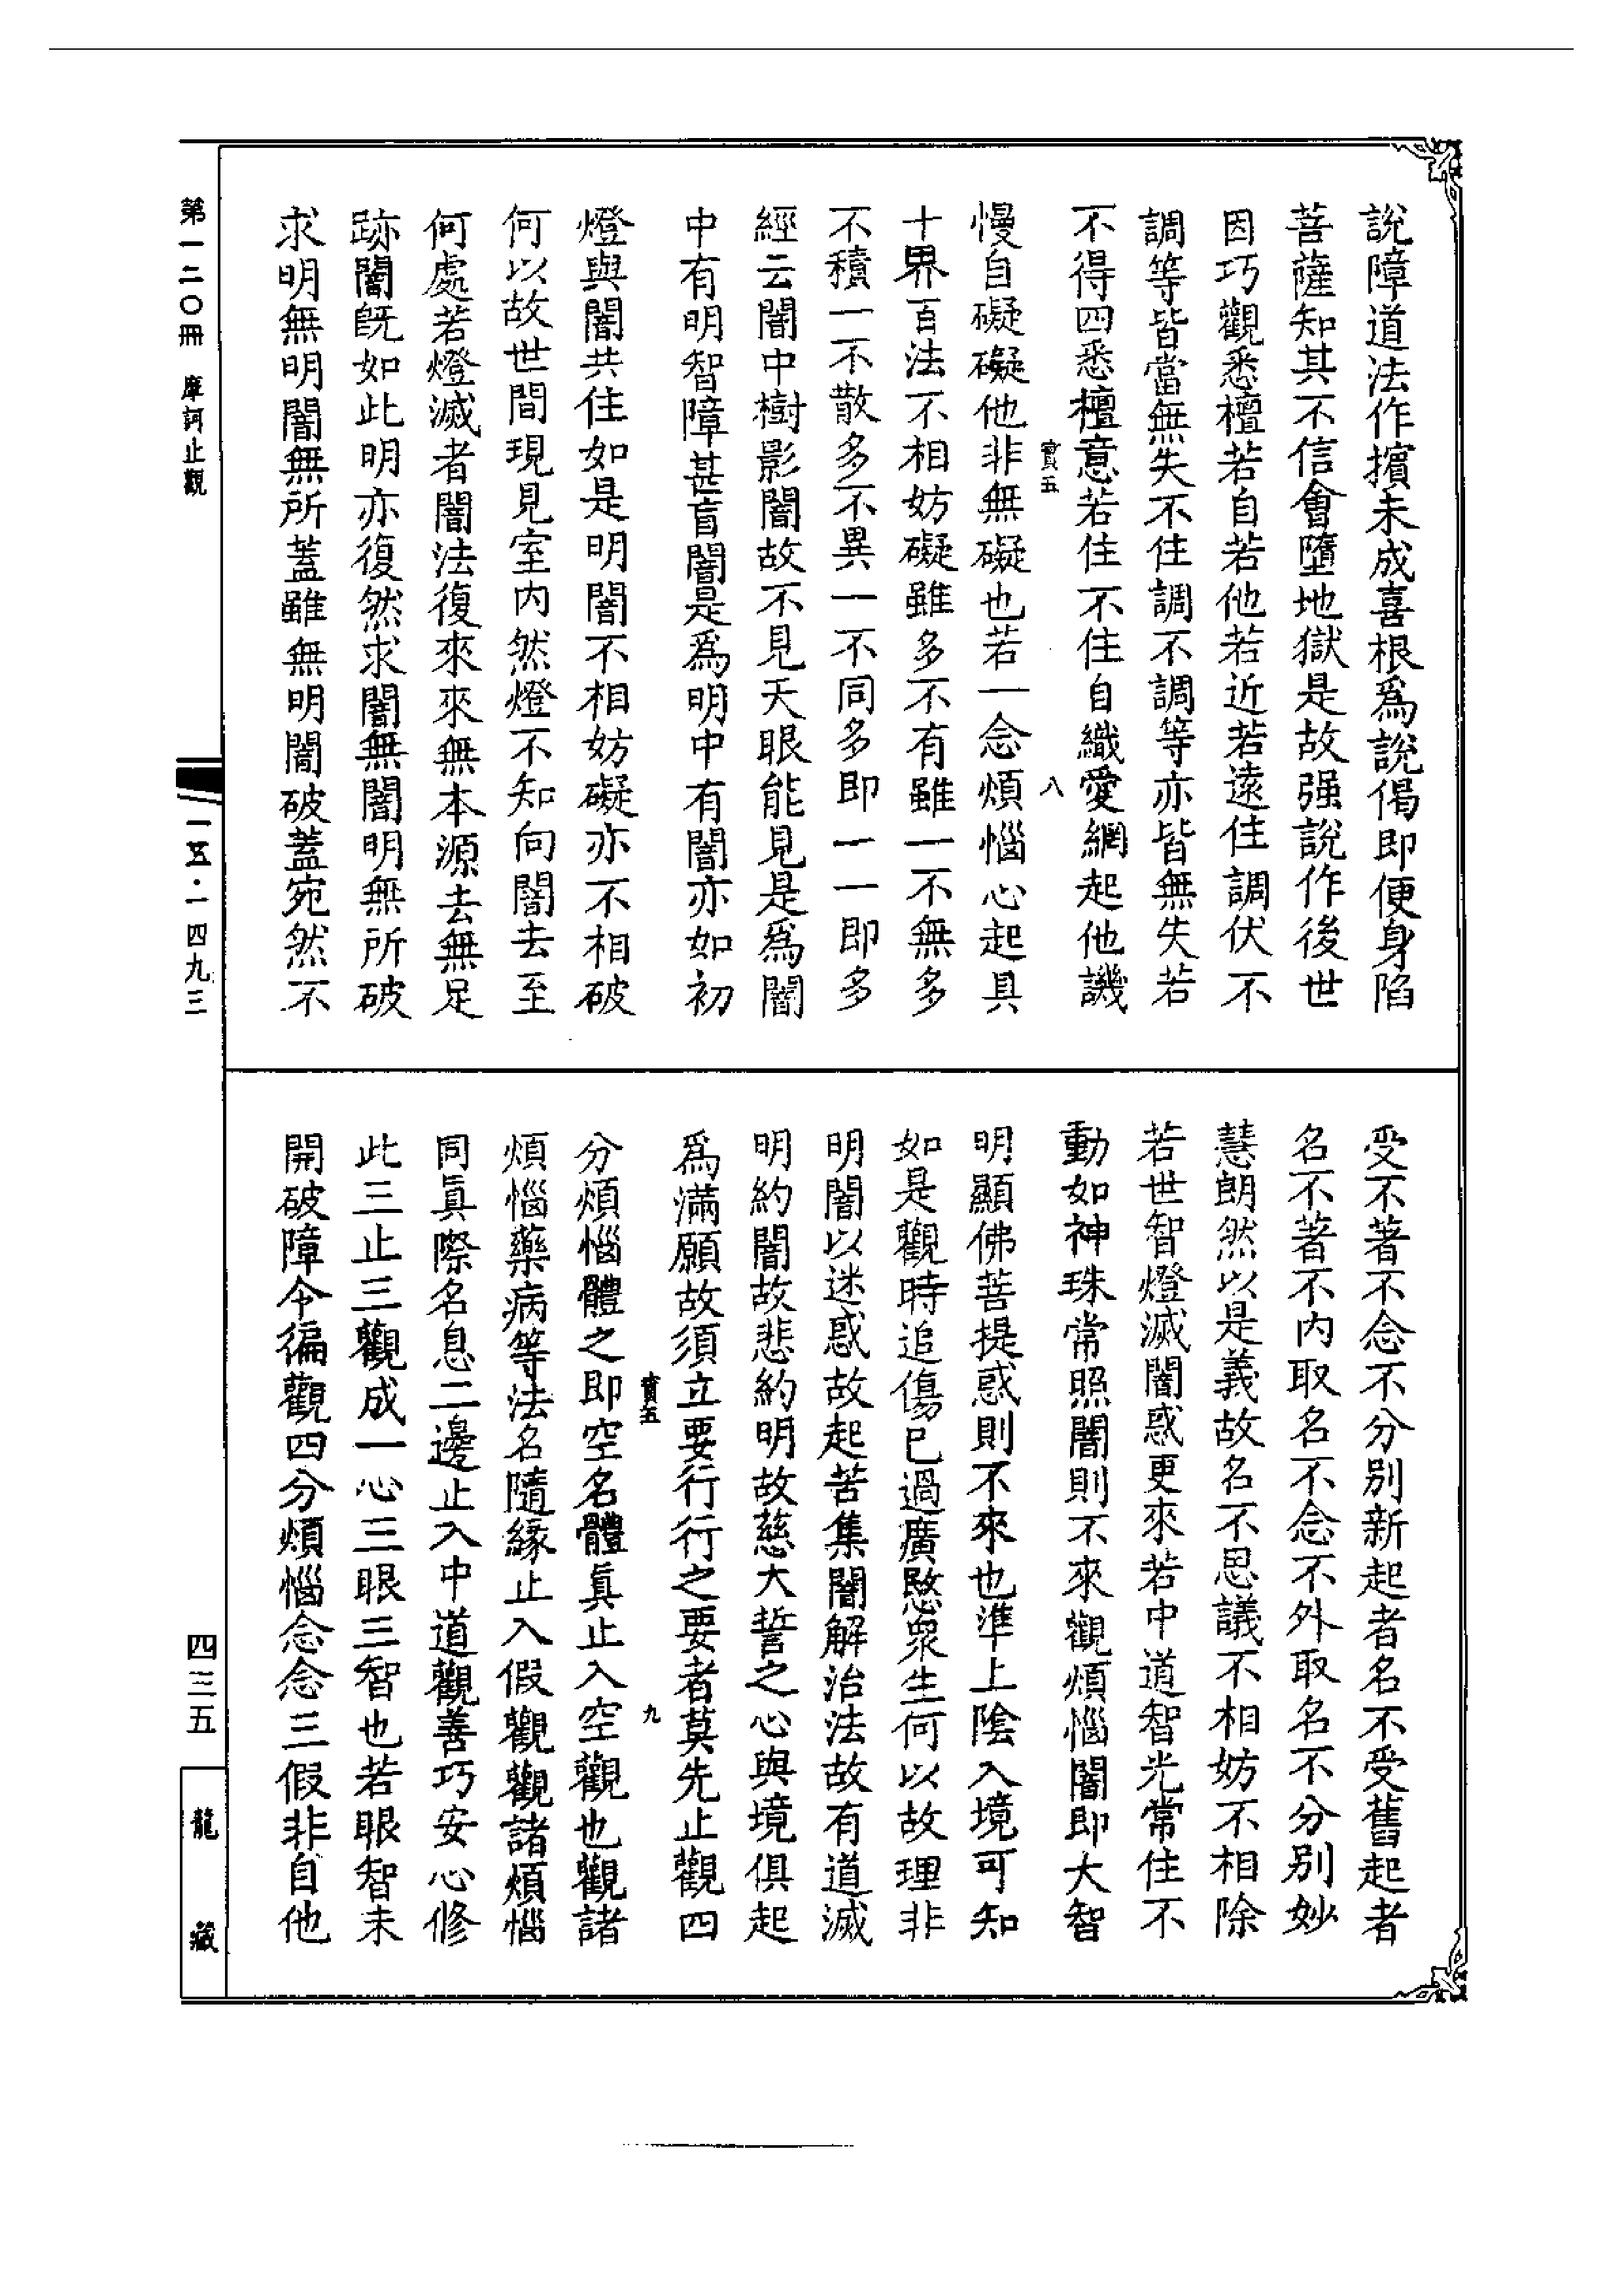 說障道法作擯未成喜根爲說偈即便身陷
菩薩知其不信會墮地獄是故强說作後世
因巧觀悉檀若自若他若近若遠住調伏不
調等皆當無失不住調不調等亦皆無失若
不得四悉檀意若住不住自織愛網起他譏
寶五
八
慢自礙礙他非無礙也若一念煩惱心起具
十界百法不相妨礙雖多不有雖一不無多
不積一不散多不異一不同多即一一即多
經云闇中樹影闇故不見天眼能見是爲闇
中有明智障甚盲闇是爲明中有闇亦如初
燈與闇共住如是明闇不相妨礙亦不相破
何以故世間現見室内然燈不知向闇去至
何處若燈滅者闇法復來來無本源去無足
跡闇旣如此明亦復然求闇無闇明無所破
求明無明闇無所蓋雖無明闇破蓋宛然不
受不著不念不分別新起者名不受舊起者
名不著不内取名不念不外取名不分別妙
慧朗然以是義故名不思議不相妨不相除
若世智燈滅闇惑更來若中道智光常住不
動如神珠常照闇則不來觀煩惱闇即大智
明顯佛菩提惑則不來也準上陰入境可知
如是觀時追傷已過廣愍衆生何以故理非
明闇以迷惑故起苦集闇解治法故有道滅
明約闇故悲約明故慈大誓之心與境俱起
爲滿願故須立要行行之要者莫先止觀四
寶五
九
分煩惱體之即空名體眞止入空觀也觀諸
煩惱藥病等法名隨緣止入假觀觀諸煩惱
同眞際名息二邊止入中道觀善巧安心修
此三止三觀成一心三眼三智也若眼智未
開破障令徧觀四分煩惱念念三假非自他
第一二〇冊 摩訶止觀
一五·一四九三
四三五
龍藏